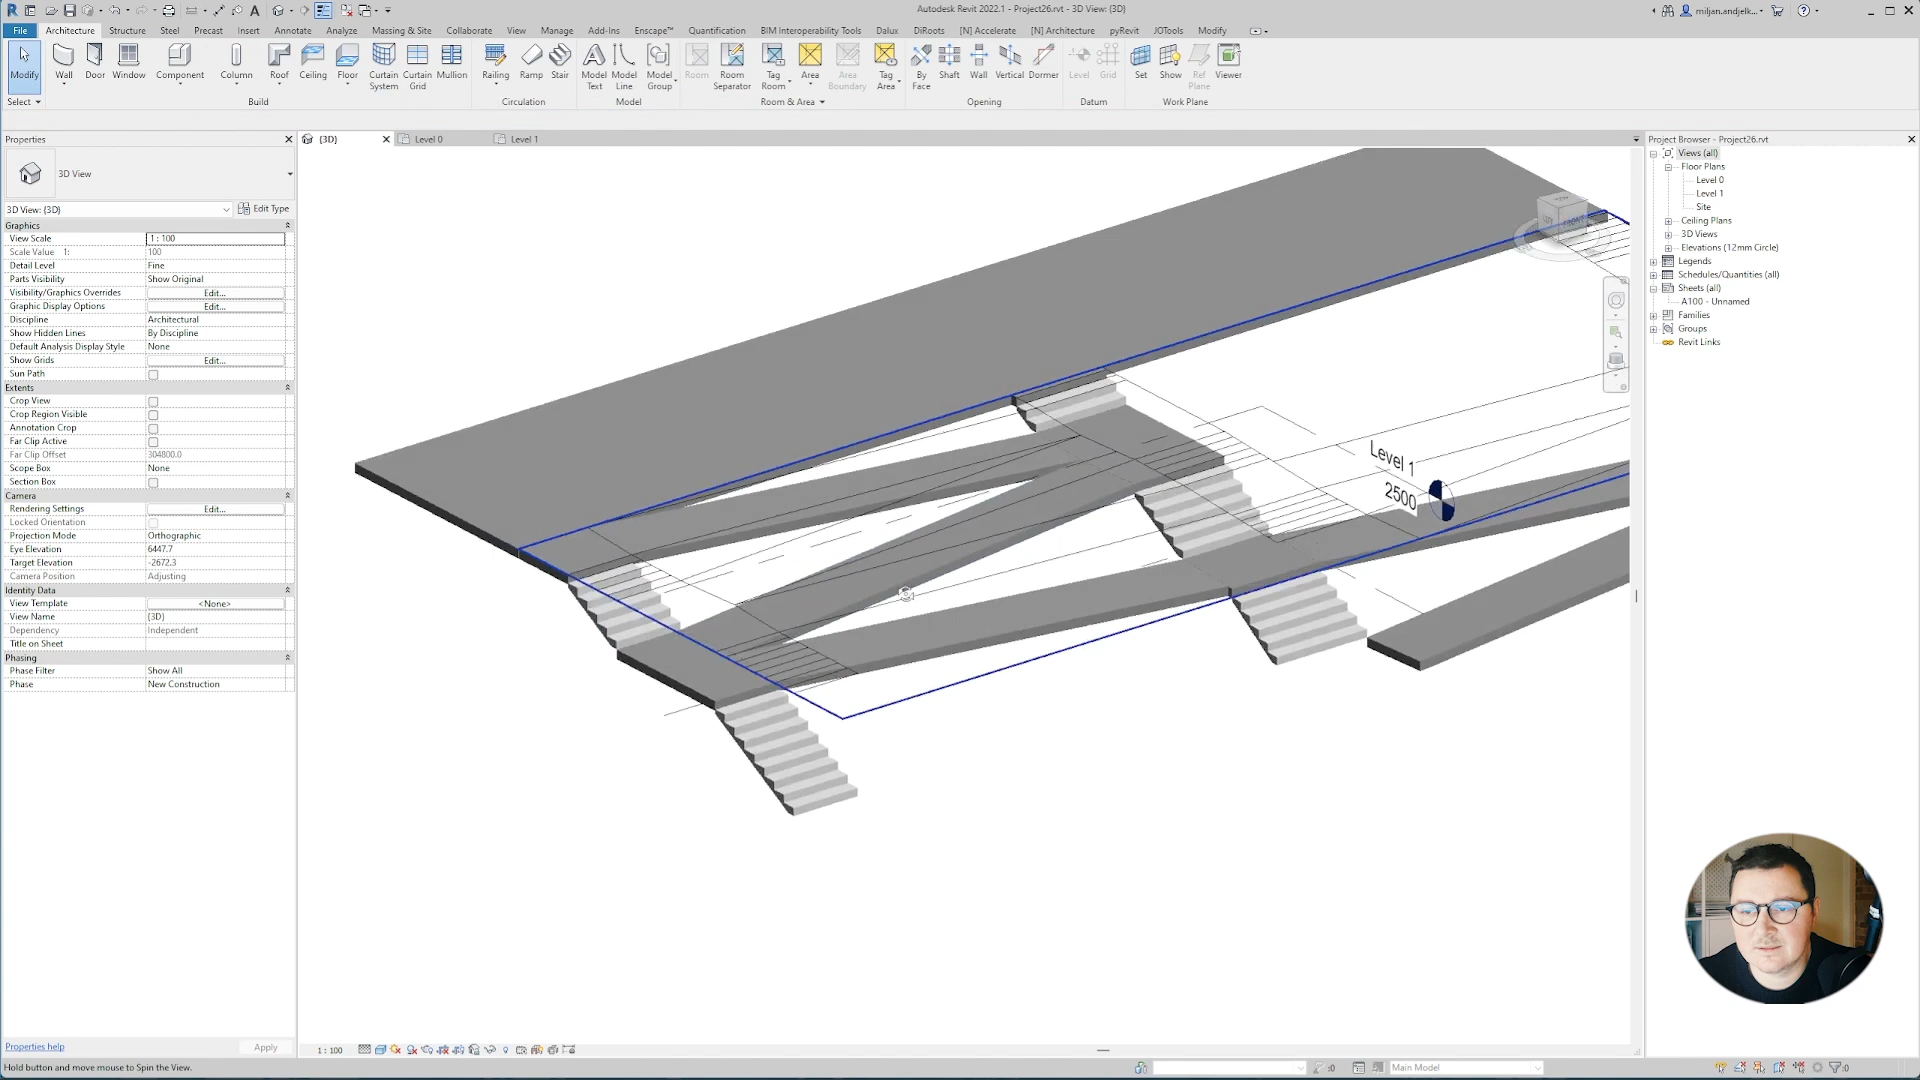 Autodesk Revit 2022.1 - Project26.rvt - 3D View: {3D}
miljan.andjelk...
File Architecture Structure Steel Precast Insert Annotate Analyze Massing & Site Collaborate View Manage Add-Ins Enscape™ Quantification BIM Interoperability Tools Dalux DiRoots [N] Accelerate [N] Architecture pyRevit JOTools Modify
Modify Wall Door Window Component Column Roof Ceiling Floor Curtain System Curtain Grid Mullion Railing Ramp Stair Model Text Model Line Model Group Room Room Separator Tag Room Area Area Boundary Tag Area By Face Shaft Wall Vertical Dormer Level Grid Set Show Ref Plane Viewer
Select Build Circulation Model Room & Area Opening Datum Work Plane
Properties
{3D} Level 0 Level 1
3D View
3D View: {3D} Edit Type
Graphics
View Scale 1 : 100
Scale Value 1: 100
Detail Level Fine
Parts Visibility Show Original
Visibility/Graphics Overrides Edit...
Graphic Display Options Edit...
Discipline Architectural
Show Hidden Lines By Discipline
Default Analysis Display Style None
Show Grids Edit...
Sun Path
Extents
Crop View
Crop Region Visible
Annotation Crop
Far Clip Active
Far Clip Offset 304800.0
Scope Box None
Section Box
Camera
Rendering Settings Edit...
Locked Orientation
Projection Mode Orthographic
Eye Elevation 6447.7
Target Elevation -2672.3
Camera Position Adjusting
Identity Data
View Template <None>
View Name {3D}
Dependency Independent
Title on Sheet
Phasing
Phase Filter Show All
Phase New Construction
Properties help Apply
Level 1
2500
FRONT
Project Browser - Project26.rvt
Views (all)
Floor Plans
Level 0
Level 1
Site
Ceiling Plans
3D Views
Elevations (12mm Circle)
Legends
Schedules/Quantities (all)
Sheets (all)
A100 - Unnamed
Families
Groups
Revit Links
1 : 100
Hold button and move mouse to Spin the View.
:0 Main Model :0